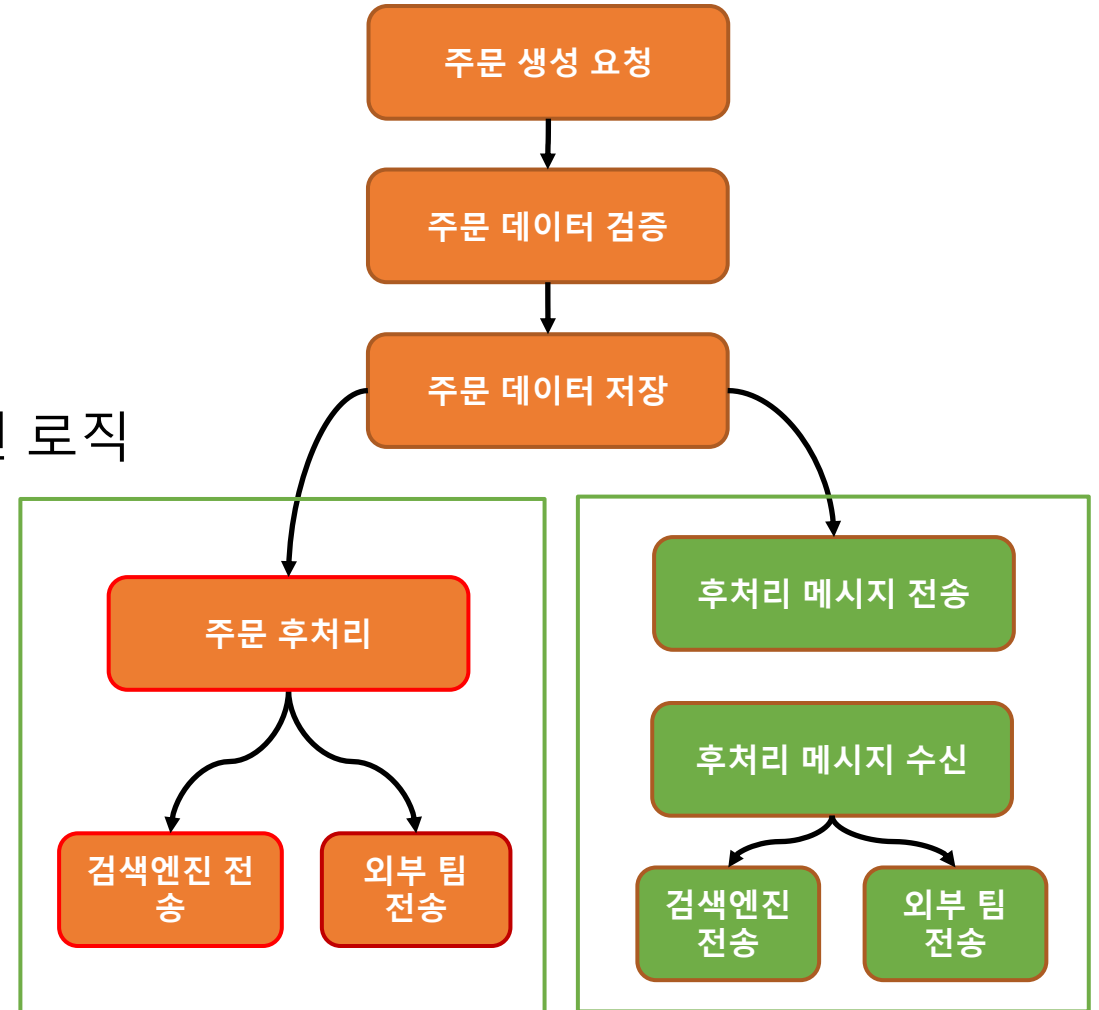 주문 생성 요청
주문 데이터 검증
주문 데이터 저장
로직
주문 후처리
검색엔진 전
송
외부 팀
전송
후처리 메시지 전송
후처리 메시지 수신
검색엔진
전송
외부 팀
전송